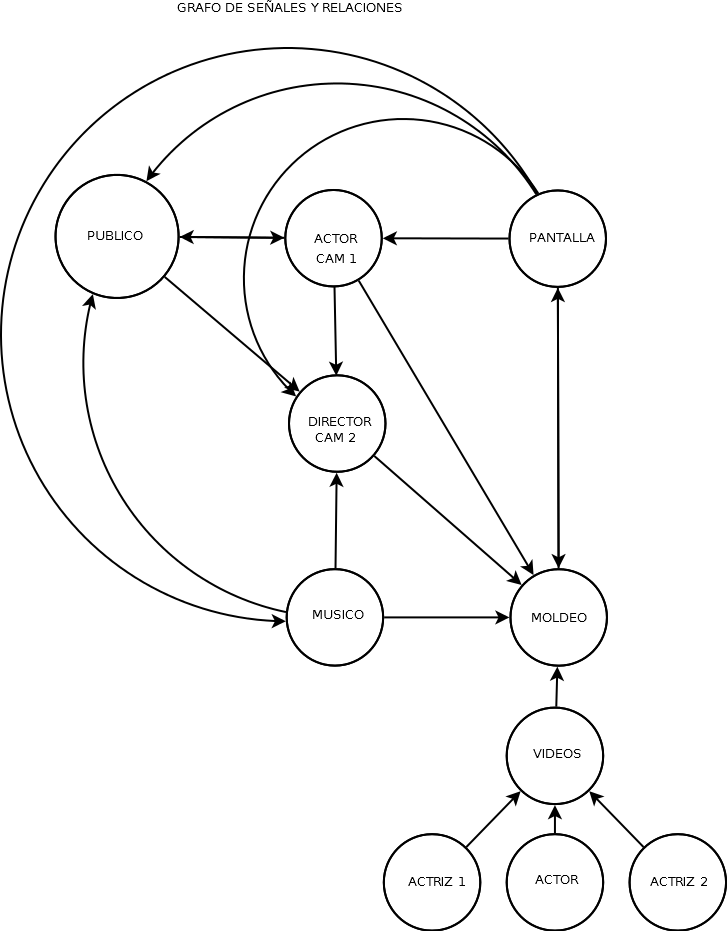 GRAFO DE SEÑALES Y RELACIONES
PUBLICO
ACTOR
CAM 1
PANTALLA
DIRECTOR
CAM 2
MUSICO
MOLDEO
VIDEOS
ACTRIZ 1
ACTOR
ACTRIZ 2